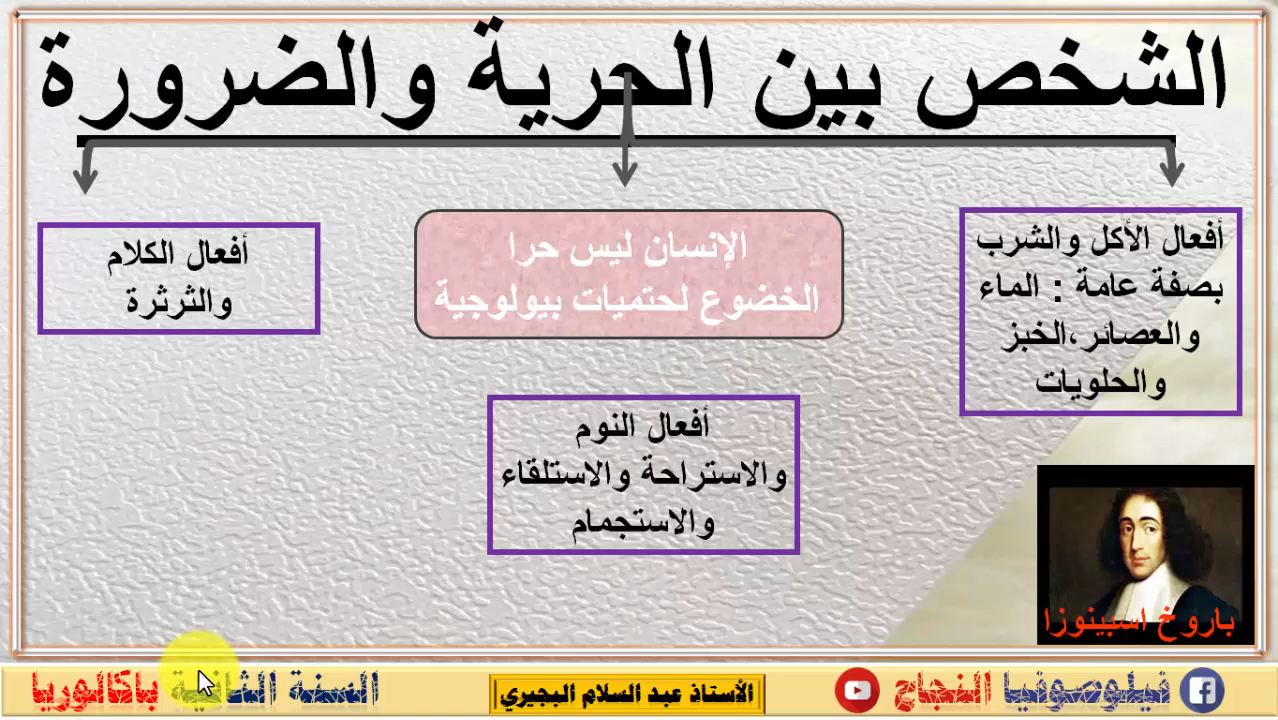 الشخص بين الحرية والضرورة
أفعال الأكل والشرب
بصفة عامة : الماء
والعصائر،الخبز
والحلويات
الإنسان ليس حرا
الخضوع لحتميات بيولوجية
أفعال الكلام
والثرثرة
أفعال النوم
والاستراحة والاستلقاء
والاستجمام
باروخ اسبينوزا
فيلوصوفيا النجاح
الأستاذ عبد السلام البجيري
السنة الثانية باكالوريا